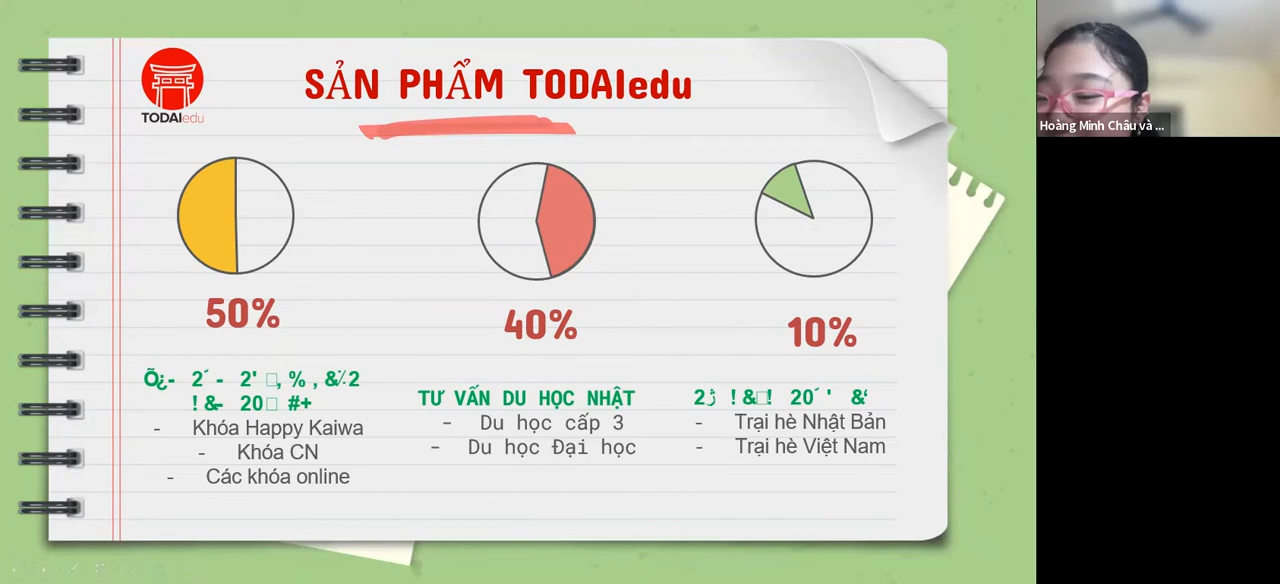 SẢN PHẨM TODAIedu
TODAIedu
50%
40%
10%
TƯ VẤN DU HỌC NHẬT
- Du học cấp 3
- Du học Đại học
- Khóa Happy Kaiwa
- Khóa CN
- Các khóa online
- Trại hè Nhật Bản
- Trại hè Việt Nam
Hoàng Minh Châu và ...